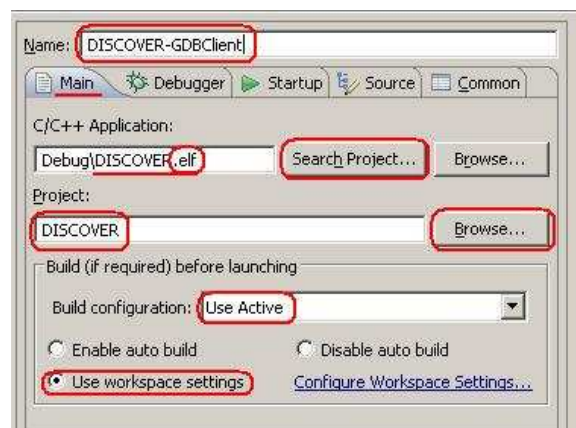 Name: DISCOVER-GDBClient
Main Debugger Startup Source Common
C/C++ Application:
Debug\DISCOVER.elf Search Project... Browse...
Project:
DISCOVER Browse...
Build (if required) before launching
Build configuration: Use Active
Enable auto build Disable auto build
Use workspace settings Configure Workspace Settings...